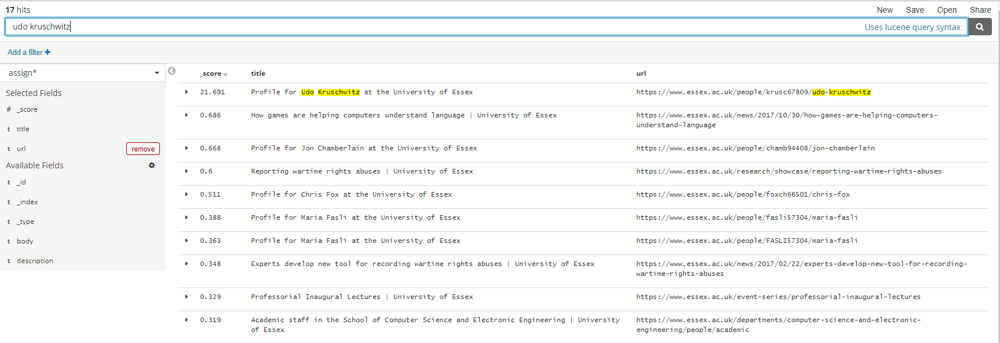 17 hits
New Save Open Share
udo kruschwitz
Uses lucene query syntax
Add a filter +
assign*
Selected Fields
# _score
t title
t url
remove
Available Fields
t _id
t _index
t _type
t body
t description
_score title url
21.691 Profile for Udo Kruschwitz at the University of Essex https://www.essex.ac.uk/people/krusc67809/udo-kruschwitz
0.686 How games are helping computers understand language | University of Essex https://www.essex.ac.uk/news/2017/10/30/how-games-are-helping-computers-
understand-language
0.668 Profile for Jon Chamberlain at the University of Essex https://www.essex.ac.uk/people/chamb94408/jon-chamberlain
0.6 Reporting wartime rights abuses | University of Essex https://www.essex.ac.uk/research/showcase/reporting-wartime-rights-abuses
0.511 Profile for Chris Fox at the University of Essex https://www.essex.ac.uk/people/foxch66501/chris-fox
0.388 Profile for Maria Fasli at the University of Essex https://www.essex.ac.uk/people/fasli57304/maria-fasli
0.363 Profile for Maria Fasli at the University of Essex https://www.essex.ac.uk/people/FASLI57304/maria-fasli
0.348 Experts develop new tool for recording wartime rights abuses | University of Essex https://www.essex.ac.uk/news/2017/02/22/experts-develop-new-tool-for-recording-
wartime-rights-abuses
0.329 Professorial Inaugural Lectures | University of Essex https://www.essex.ac.uk/event-series/professorial-inaugural-lectures
0.319 Academic staff in the School of Computer Science and Electronic Engineering | University https://www.essex.ac.uk/departments/computer-science-and-electronic-
of Essex engineering/people/academic